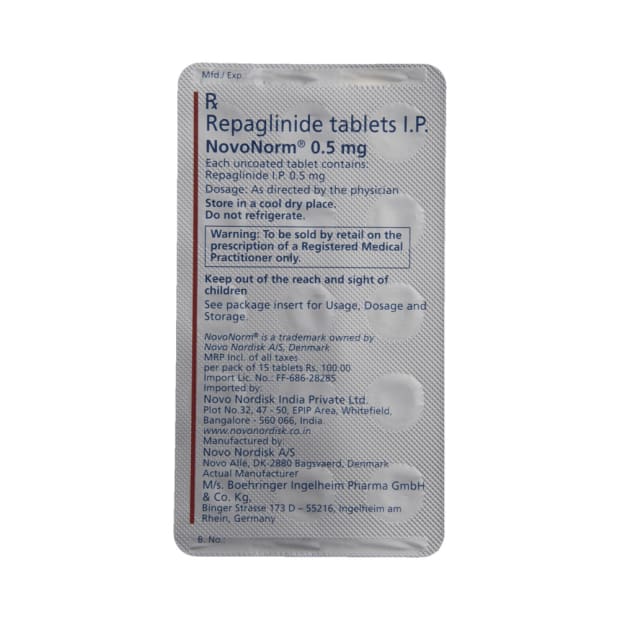 Mfd./ Exp.
Rx
Repaglinide tablets I.P.
NovoNorm® 0.5 mg
Each uncoated tablet contains:
Repaglinide I.P. 0.5 mg
Dosage: As directed by the physician
Store in a cool dry place.
Do not refrigerate.
Warning: To be sold by retail on the
prescription of a Registered Medical
Practitioner only.
Keep out of the reach and sight of
children
See package insert for Usage, Dosage and
Storage.
NovoNorm® is a trademark owned by
Novo Nordisk A/S, Denmark
MRP Incl. of all taxes
per pack of 15 tablets Rs. 100.00
Import Lic. No.: FF-686-28285
Imported by:
Novo Nordisk India Private Ltd.
Plot No.32, 47 - 50, EPIP Area, Whitefield,
Bangalore - 560 066, India.
www.novonordisk.co.in
Manufactured by:
Novo Nordisk A/S
Novo Allé, DK-2880 Bagsvaerd, Denmark
Actual Manufacturer
M/s. Boehringer Ingelheim Pharma GmbH
& Co. Kg,
Binger Strasse 173 D – 55216, Ingelheim am
Rhein, Germany
B. No.: